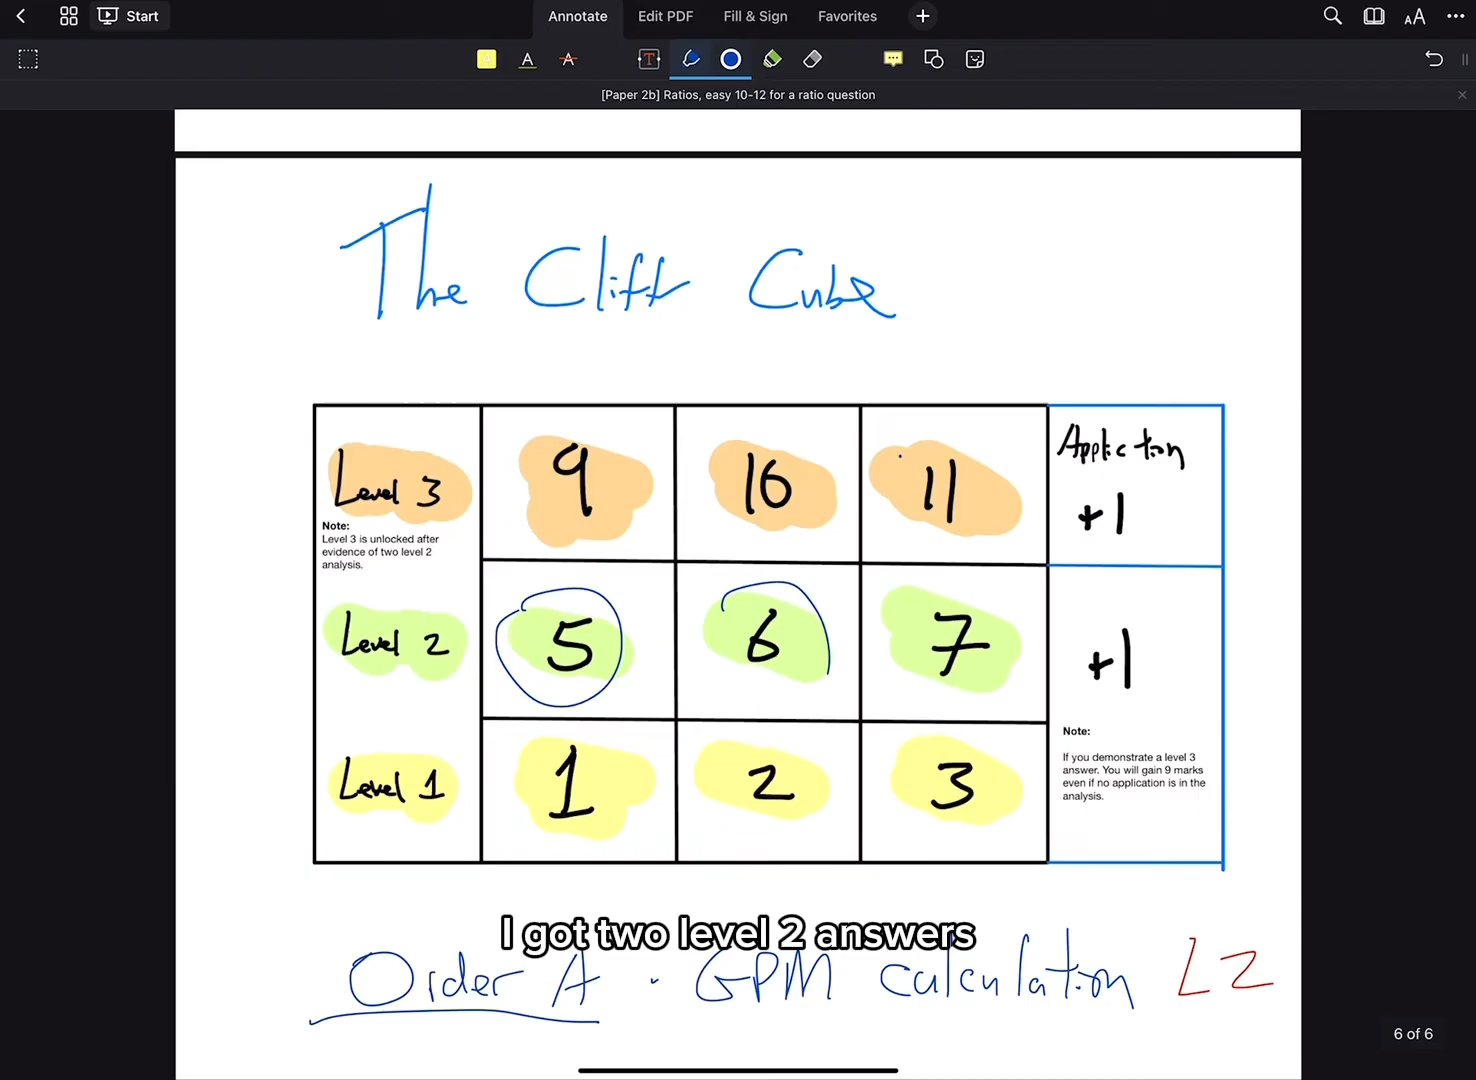 Start
Annotate
Edit PDF
Fill & Sign
Favorites
AA
A
A
A
T
[Paper 2b] Ratios, easy 10-12 for a ratio question
The Cliff Cube
Level 3
9
10
11
Application
+1
Note:
Level 3 is unlocked after
evidence of two level 2
analysis.
Level 2
5
6
7
+1
Note:
If you demonstrate a level 3
answer. You will gain 9 marks
even if no application is in the
analysis.
Level 1
1
2
3
I got two level 2 answers
Order A . GPM calculation L2
6 of 6